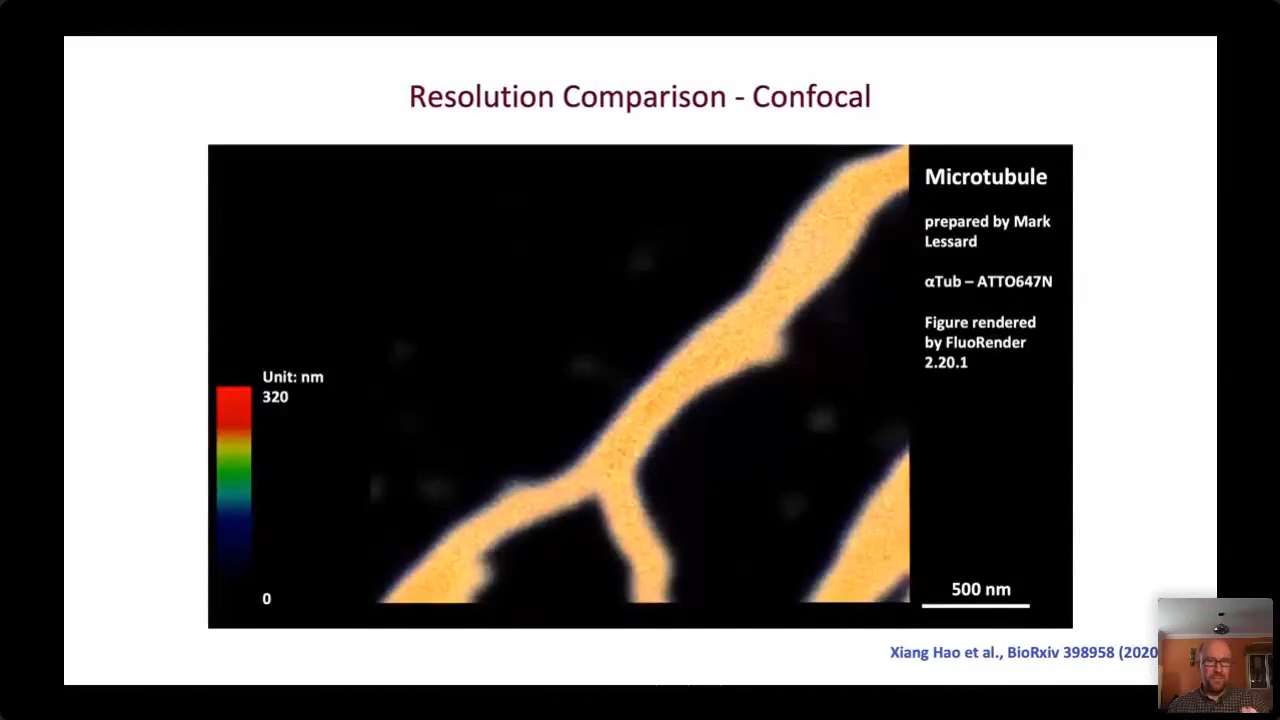 Resolution Comparison - Confocal
Microtubule
prepared by Mark
Lessard
αTub – ATTO647N
Figure rendered
by FluoRender
2.20.1
Unit: nm
320
0
500 nm
Xiang Hao et al., BioRxiv 398958 (2020